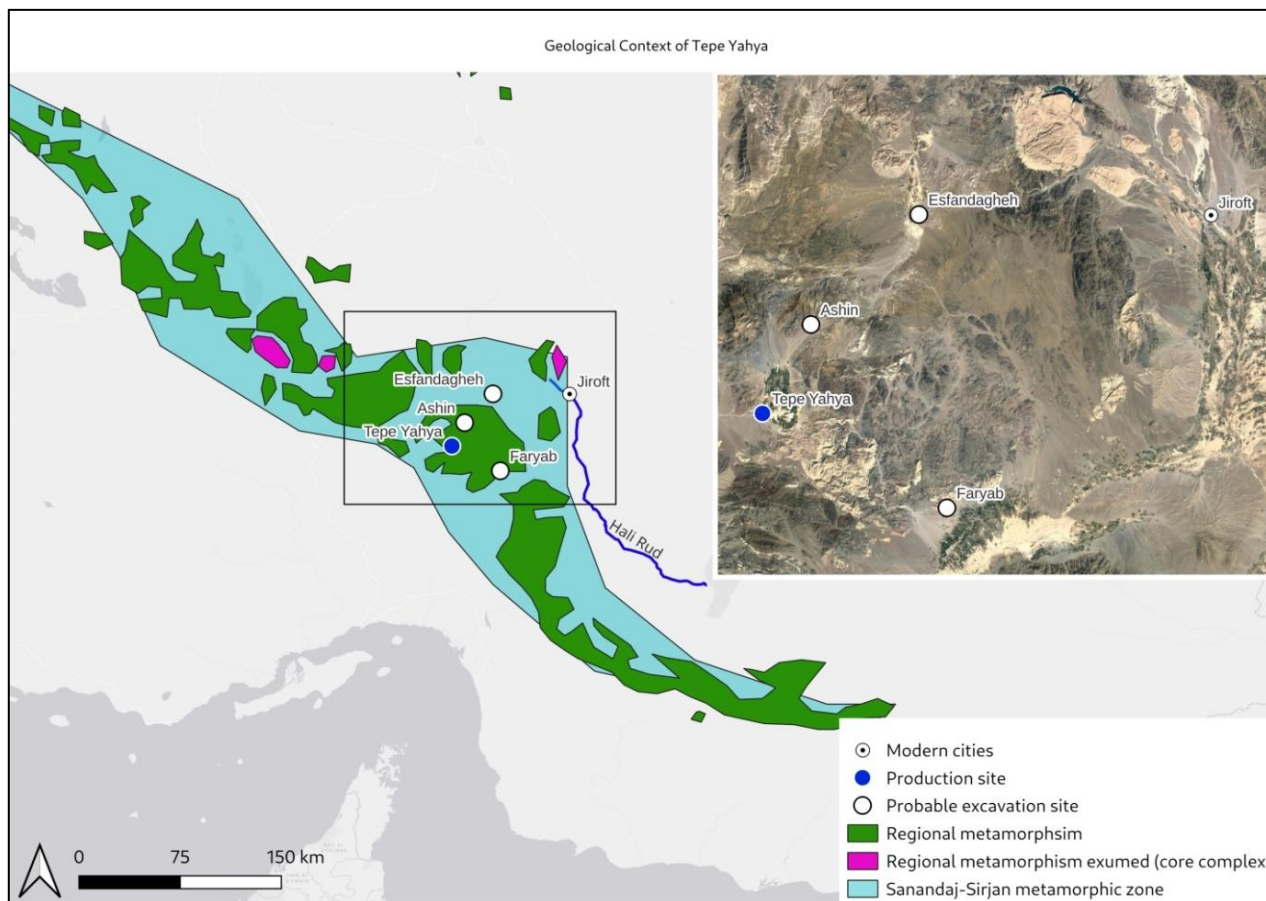 Geological Context of Tepe Yahya
Esfandagheh
Jiroft
Ashin
Tepe Yahya
Faryab
Esfandagheh
Jiroft
Ashin
Tepe Yahya
Faryab
Hali Rud
Modern cities
Production site
Probable excavation site
Regional metamorphsim
Regional metamorphism exumed (core complex
Sanandaj-Sirjan metamorphic zone
0 75 150 km